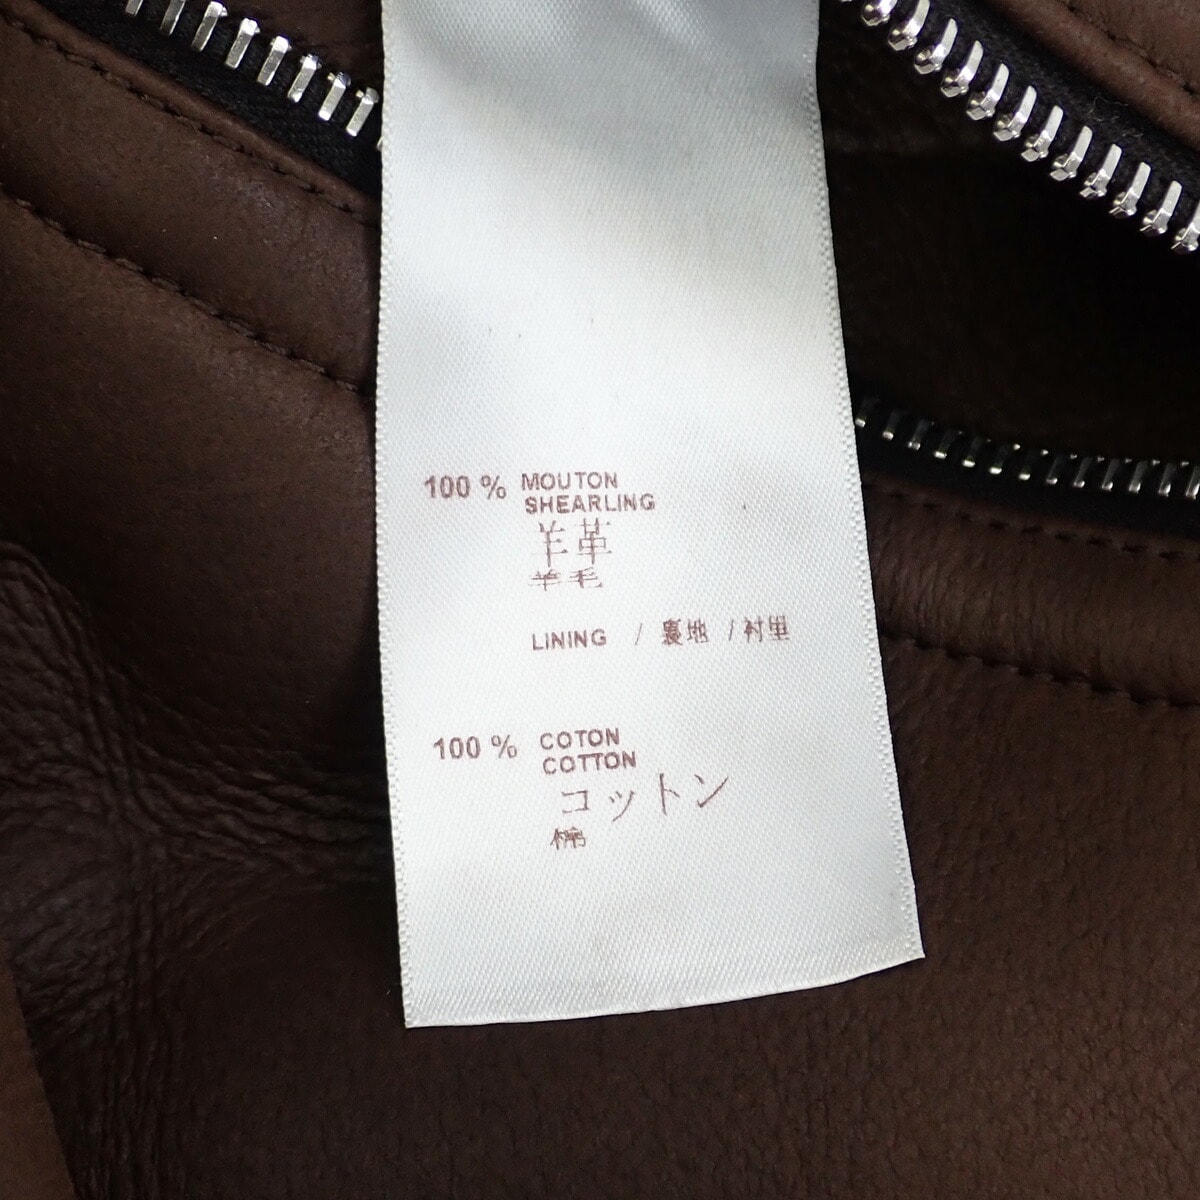 100 % MOUTON
SHEARLING
羊革
羊毛
LINING / 裏地 / 衬里
100 % COTON
COTTON
コットン
棉